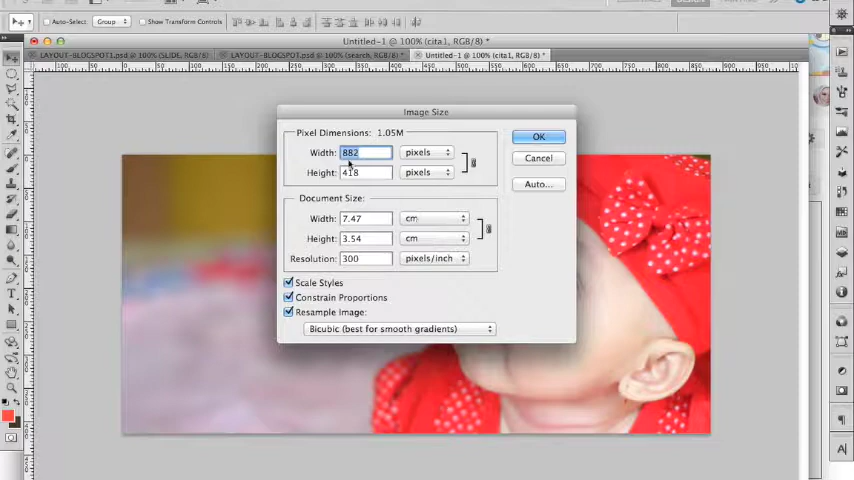 Auto-Select: Group Show Transform Controls
Untitled-1 @ 100% (cita1, RGB/8) *
LAYOUT-BLOGSPOT1.psd @ 100% (SLIDE, RGB/8) LAYOUT-BLOGSPOT.psd @ 100% (search, RGB/8) * Untitled-1 @ 100% (cita1, RGB/8) *
Image Size
Pixel Dimensions: 1.05M
OK
Width: 882 pixels
Cancel
Height: 418 pixels
Auto...
Document Size:
Width: 7.47 cm
Height: 3.54 cm
Resolution: 300 pixels/inch
Scale Styles
Constrain Proportions
Resample Image:
Bicubic (best for smooth gradients)